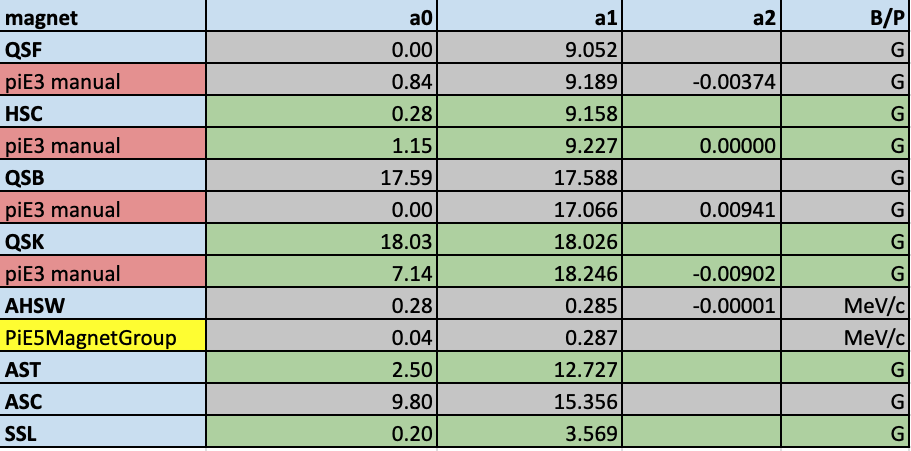 magnet a0 a1 a2 B/P
QSF 0.00 9.052 G
piE3 manual 0.84 9.189 -0.00374 G
HSC 0.28 9.158 G
piE3 manual 1.15 9.227 0.00000 G
QSB 17.59 17.588 G
piE3 manual 0.00 17.066 0.00941 G
QSK 18.03 18.026 G
piE3 manual 7.14 18.246 -0.00902 G
AHSW 0.28 0.285 -0.00001 MeV/c
PiE5MagnetGroup 0.04 0.287 MeV/c
AST 2.50 12.727 G
ASC 9.80 15.356 G
SSL 0.20 3.569 G